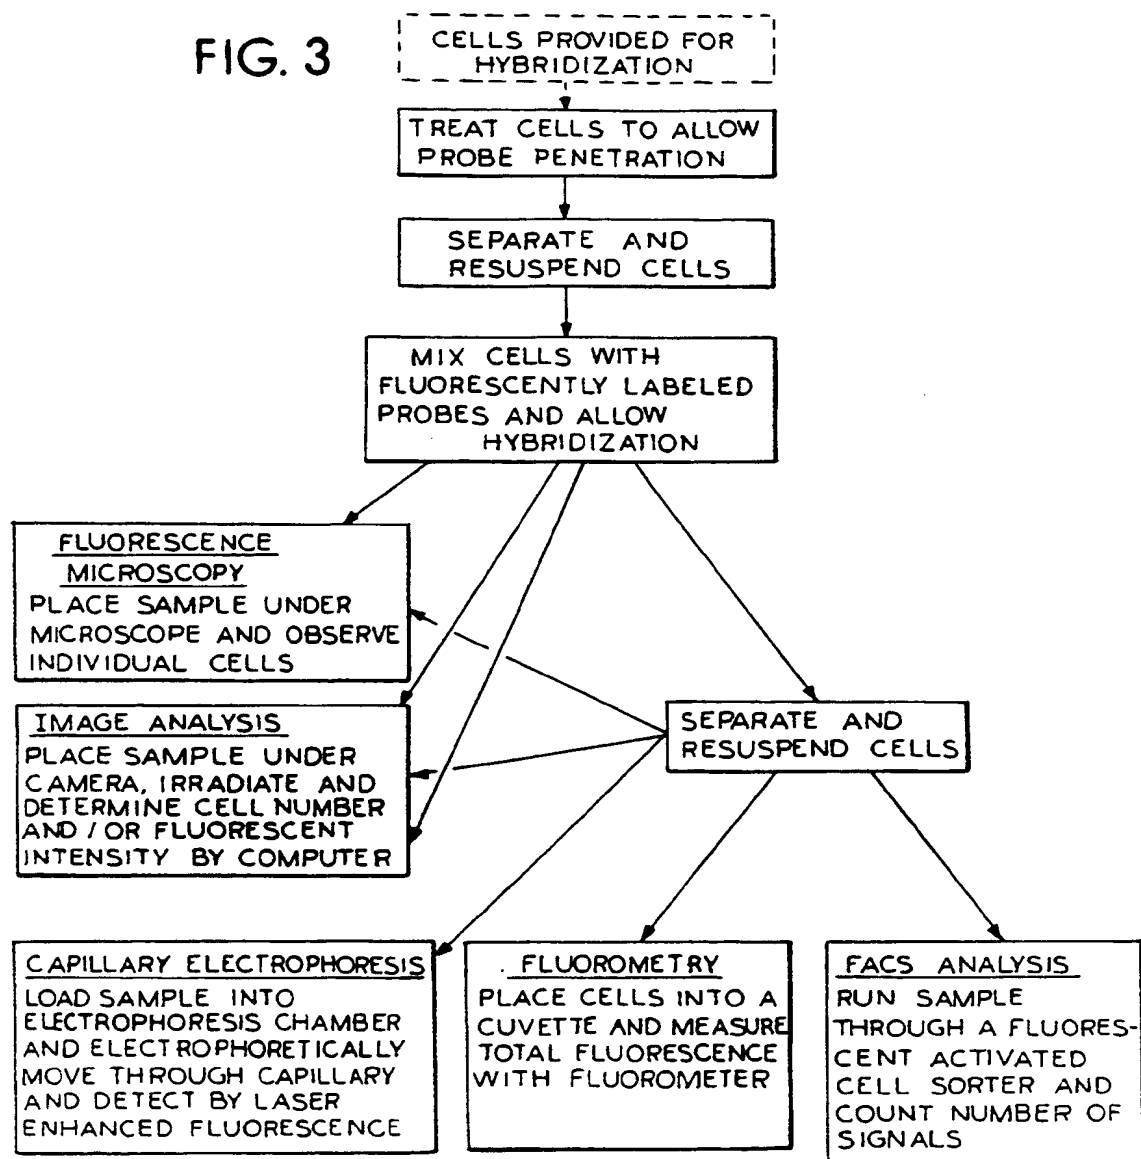 FIG. 3
CELLS PROVIDED FOR
HYBRIDIZATION
TREAT CELLS TO ALLOW
PROBE PENETRATION
SEPARATE AND
RESUSPEND CELLS
MIX CELLS WITH
FLUORESCENTLY LABELED
PROBES AND ALLOW
HYBRIDIZATION
FLUORESCENCE
MICROSCOPY
PLACE SAMPLE UNDER
MICROSCOPE AND OBSERVE
INDIVIDUAL CELLS
IMAGE ANALYSIS
PLACE SAMPLE UNDER
CAMERA, IRRADIATE AND
DETERMINE CELL NUMBER
AND / OR FLUORESCENT
INTENSITY BY COMPUTER
SEPARATE AND
RESUSPEND CELLS
CAPILLARY ELECTROPHORESIS
LOAD SAMPLE INTO
ELECTROPHORESIS CHAMBER
AND ELECTROPHORETICALLY
MOVE THROUGH CAPILLARY
AND DETECT BY LASER
ENHANCED FLUORESCENCE
FLUOROMETRY
PLACE CELLS INTO A
CUVETTE AND MEASURE
TOTAL FLUORESCENCE
WITH FLUOROMETER
FACS ANALYSIS
RUN SAMPLE
THROUGH A FLUORES-
CENT ACTIVATED
CELL SORTER AND
COUNT NUMBER OF
SIGNALS